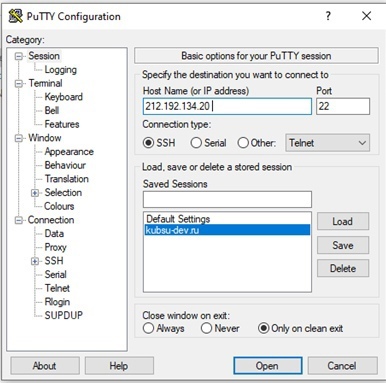 PuTTY Configuration ? ×
Category:
Session
Logging
Terminal
Keyboard
Bell
Features
Window
Appearance
Behaviour
Translation
Selection
Colours
Connection
Data
Proxy
SSH
Serial
Telnet
Rlogin
SUPDUP
Basic options for your PuTTY session
Specify the destination you want to connect to
Host Name (or IP address) Port
212.192.134.20 22
Connection type:
SSH Serial Other: Telnet
Load, save or delete a stored session
Saved Sessions
Default Settings
kubsu-dev.ru
Load
Save
Delete
Close window on exit:
Always Never Only on clean exit
About Help Open Cancel